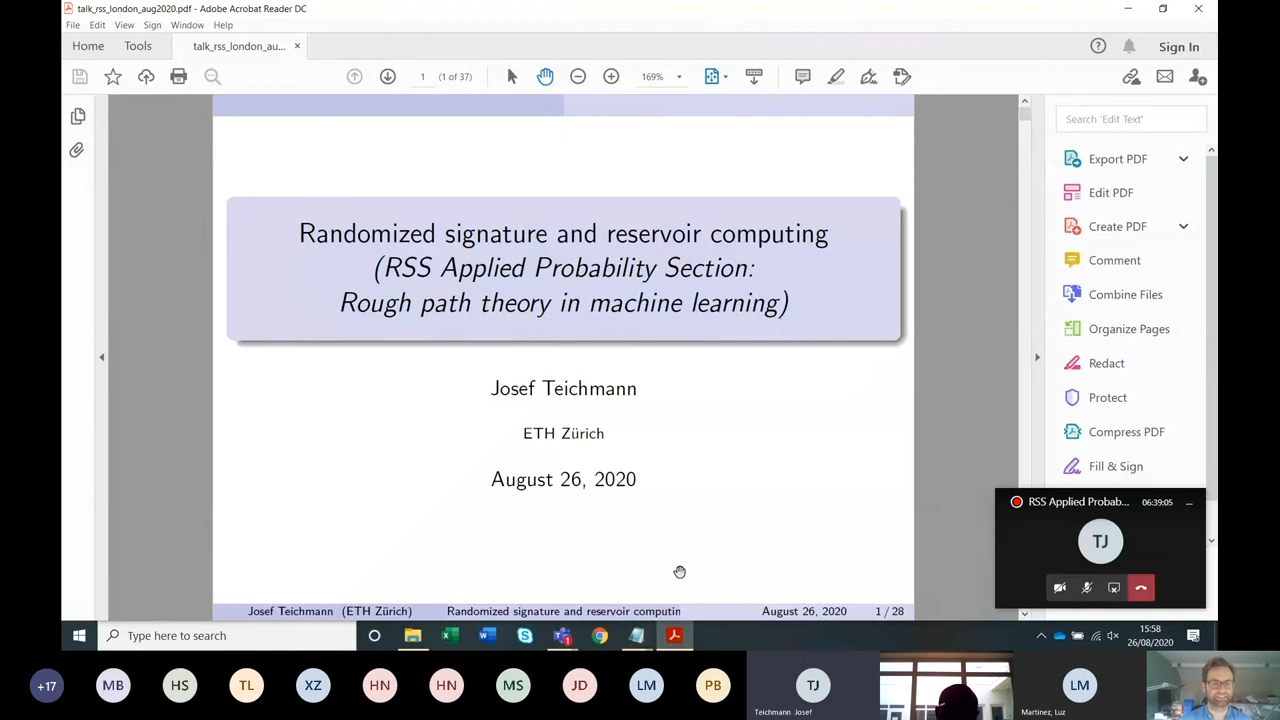 talk_rss_london_aug2020.pdf - Adobe Acrobat Reader DC
File Edit View Sign Window Help
Home Tools talk_rss_london_au... × Sign In
1 (1 of 37) 169%
Search 'Edit Text'
Export PDF
Edit PDF
Create PDF
Comment
Combine Files
Organize Pages
Redact
Protect
Compress PDF
Fill & Sign
Randomized signature and reservoir computing
(RSS Applied Probability Section:
Rough path theory in machine learning)
Josef Teichmann
ETH Zürich
August 26, 2020
Josef Teichmann (ETH Zürich) Randomized signature and reservoir computin August 26, 2020 1 / 28
RSS Applied Probab... 06:39:05
TJ
Type here to search
15:58
26/08/2020
+17 MB HS TL XZ HN HN MS JD LM PB TJ LM
Teichmann Josef Martinez, Luz